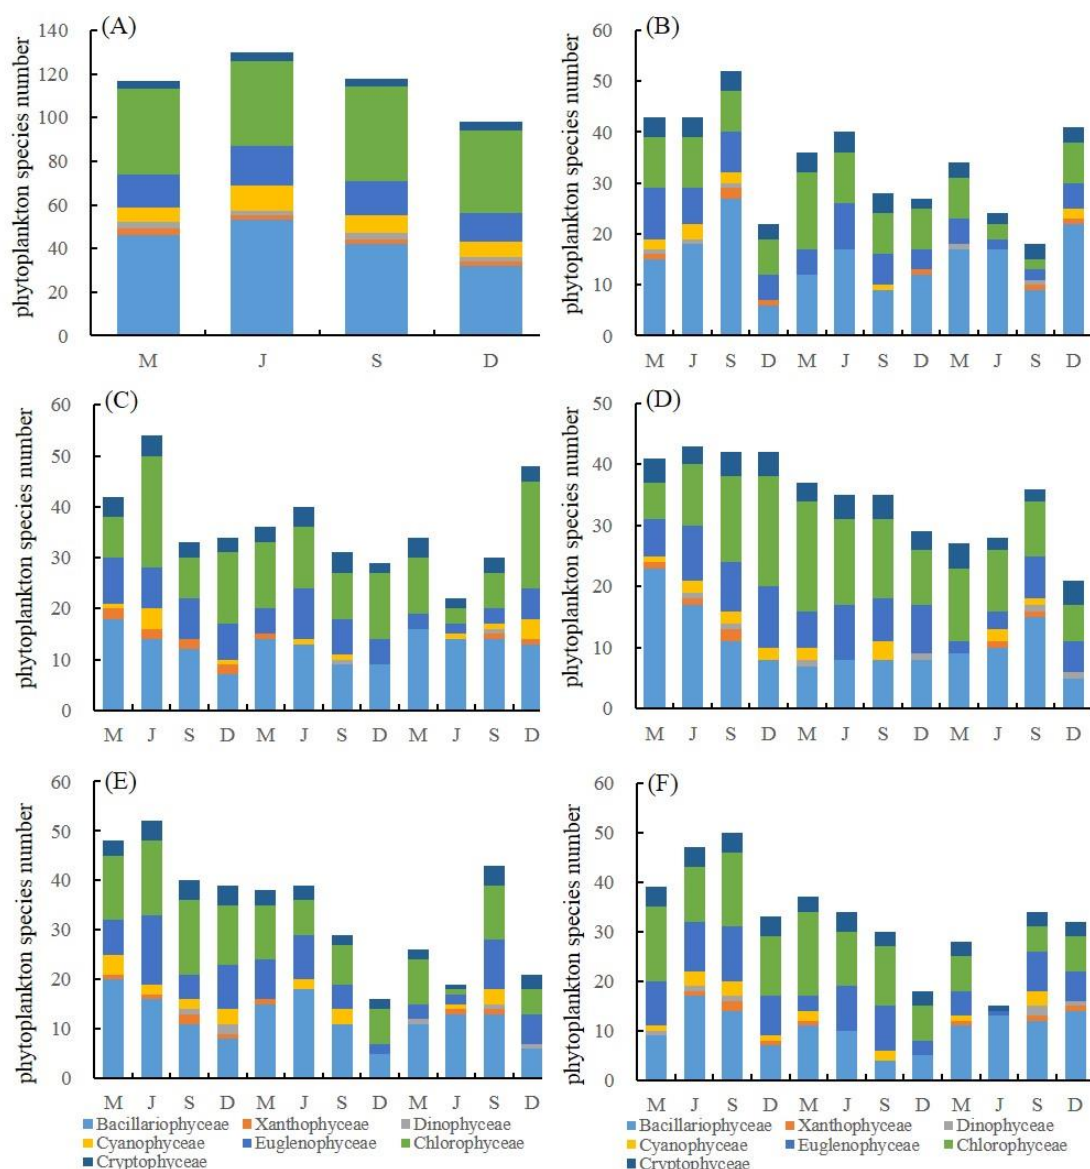 (A)
phytoplankton species number
140
120
100
80
60
40
20
0
M J S D
(B)
phytoplankton species number
60
50
40
30
20
10
0
M J S D M J S D M J S D
(C)
phytoplankton species number
60
50
40
30
20
10
0
M J S D M J S D M J S D
(D)
phytoplankton species number
50
40
30
20
10
0
M J S D M J S D M J S D
(E)
phytoplankton species number
60
50
40
30
20
10
0
M J S D M J S D M J S D
Bacillariophyceae Xanthophyceae Dinophyceae
Cyanophyceae Euglenophyceae Chlorophyceae
Cryptophyceae
(F)
phytoplankton species number
60
50
40
30
20
10
0
M J S D M J S D M J S D
Bacillariophyceae Xanthophyceae Dinophyceae
Cyanophyceae Euglenophyceae Chlorophyceae
Cryptophyceae